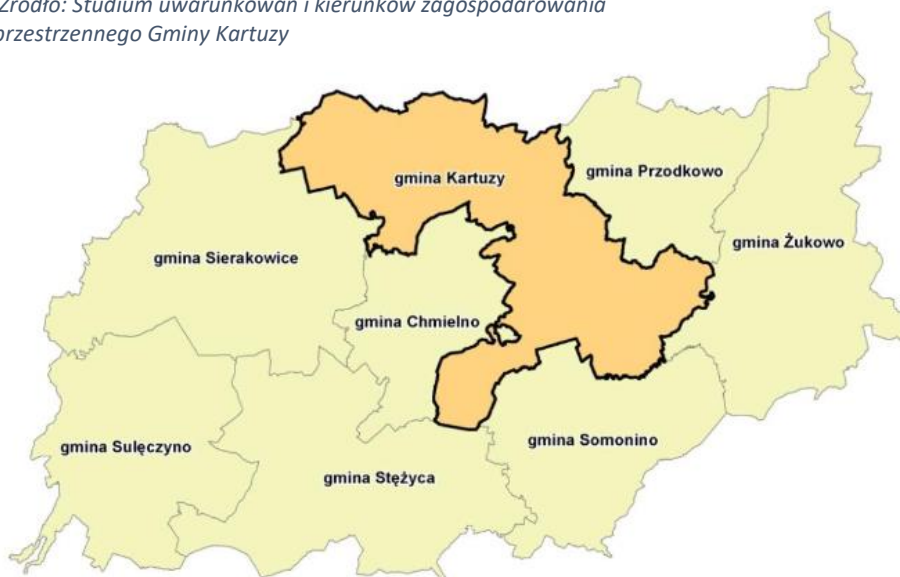 Źródło: Studium uwarunkowań i kierunków zagospodarowania
przestrzennego Gminy Kartuzy
gmina Kartuzy
gmina Przodkowo
gmina Żukowo
gmina Sierakowice
gmina Chmielno
gmina Somonino
gmina Sulęczyno
gmina Stężyca